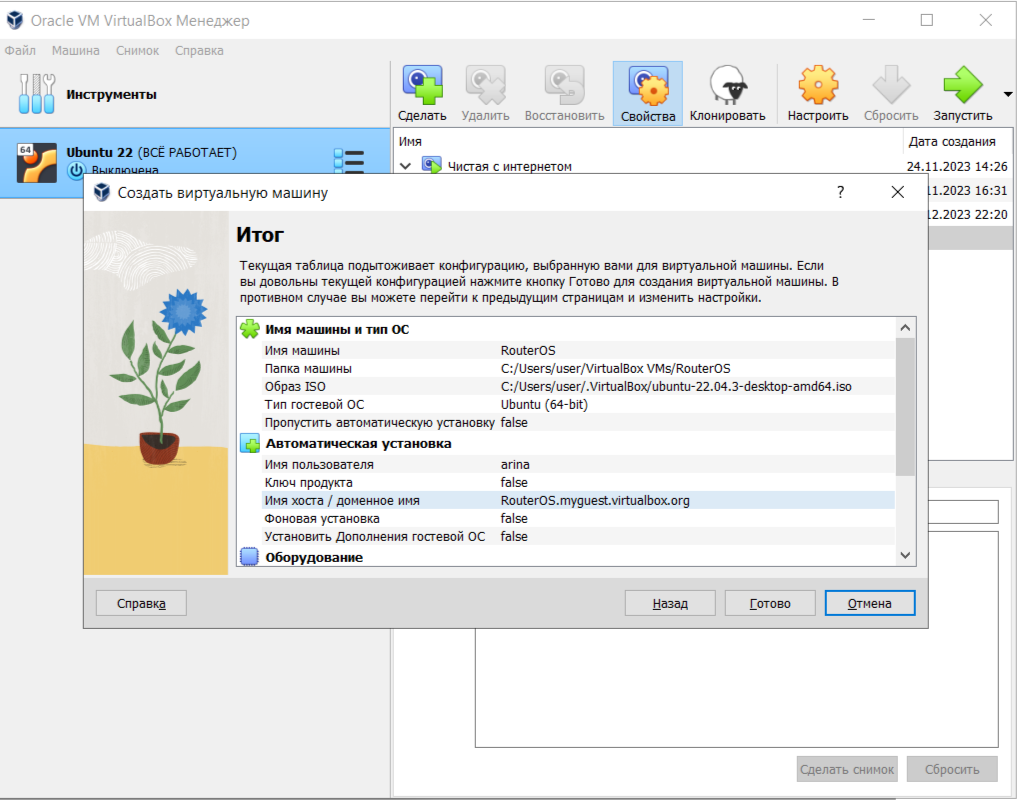 Oracle VM VirtualBox Менеджер
Файл Машина Снимок Справка
Инструменты
Сделать Удалить Восстановить Свойства Клонировать Настроить Сбросить Запустить
64
Ubuntu 22 (ВСЁ РАБОТАЕТ)
Выключена
Имя Дата создания
Чистая с интернетом 24.11.2023 14:26
11.2023 16:31
12.2023 22:20
Создать виртуальную машину
?
Итог
Текущая таблица подытоживает конфигурацию, выбранную вами для виртуальной машины. Если
вы довольны текущей конфигурацией нажмите кнопку Готово для создания виртуальной машины. В
противном случае вы можете перейти к предыдущим страницам и изменить настройки.
Имя машины и тип ОС
Имя машины RouterOS
Папка машины C:/Users/user/VirtualBox VMs/RouterOS
Образ ISO C:/Users/user/.VirtualBox/ubuntu-22.04.3-desktop-amd64.iso
Тип гостевой ОС Ubuntu (64-bit)
Пропустить автоматическую установку false
Автоматическая установка
Имя пользователя arina
Ключ продукта false
Имя хоста / доменное имя RouterOS.myguest.virtualbox.org
Фоновая установка false
Установить Дополнения гостевой ОС false
Оборудование
Справка Назад Готово Отмена
Сделать снимок Сбросить